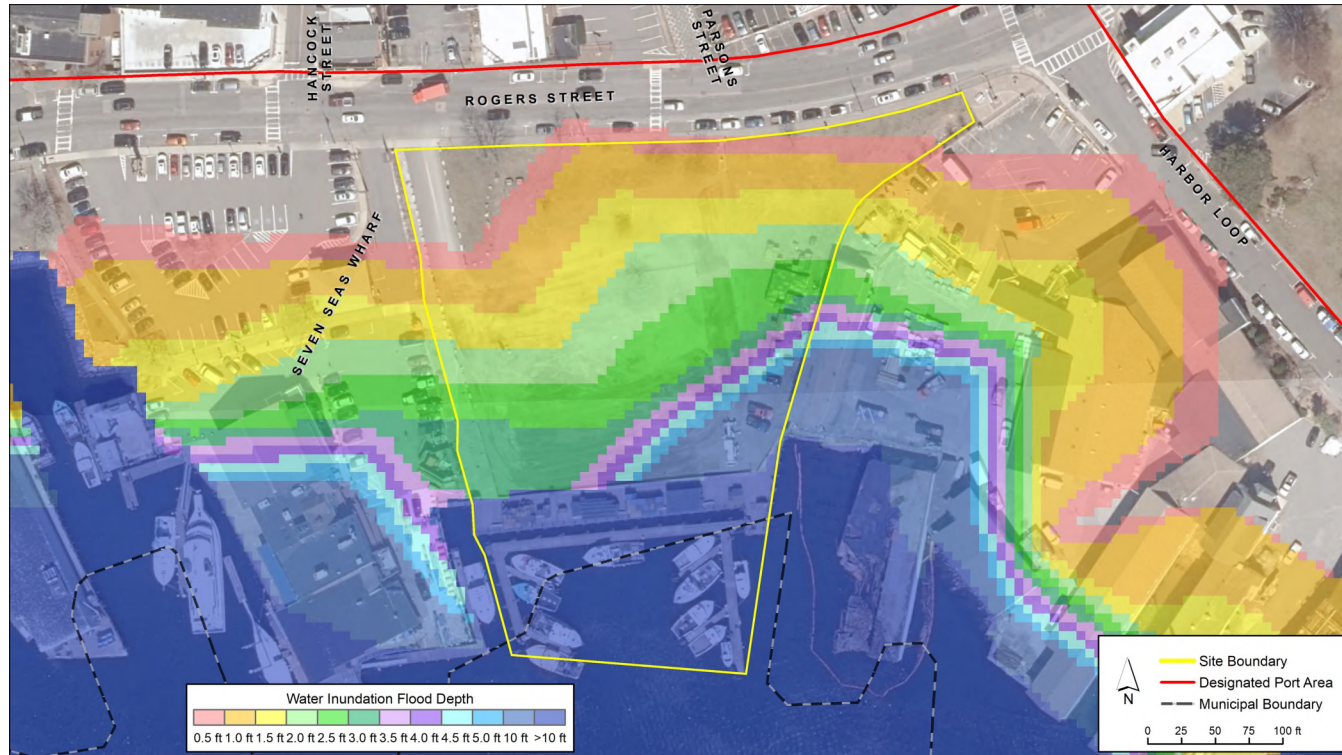 HANCOCK
STREET
PARSONS
STREET
ROGERS STREET
HARBOR LOOP
SEVEN SEAS WHARF
Water Inundation Flood Depth
0.5 ft 1.0 ft 1.5 ft 2.0 ft 2.5 ft 3.0 ft 3.5 ft 4.0 ft 4.5 ft 5.0 ft 10 ft >10 ft
Site Boundary
Designated Port Area
Municipal Boundary
N
0 25 50 75 100 ft